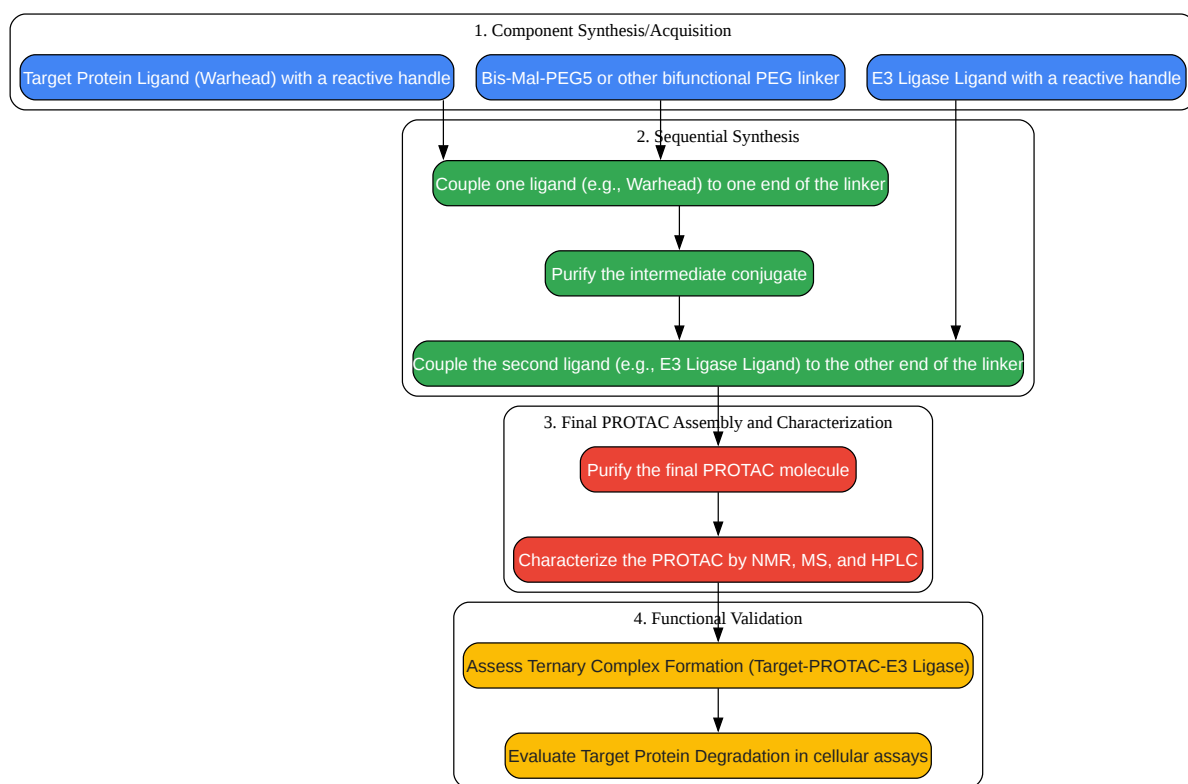 1. Component Synthesis/Acquisition
Target Protein Ligand (Warhead) with a reactive handle
Bis-Mal-PEG5 or other bifunctional PEG linker
E3 Ligase Ligand with a reactive handle
2. Sequential Synthesis
Couple one ligand (e.g., Warhead) to one end of the linker
Purify the intermediate conjugate
Couple the second ligand (e.g., E3 Ligase Ligand) to the other end of the linker
3. Final PROTAC Assembly and Characterization
Purify the final PROTAC molecule
Characterize the PROTAC by NMR, MS, and HPLC
4. Functional Validation
Assess Ternary Complex Formation (Target-PROTAC-E3 Ligase)
Evaluate Target Protein Degradation in cellular assays